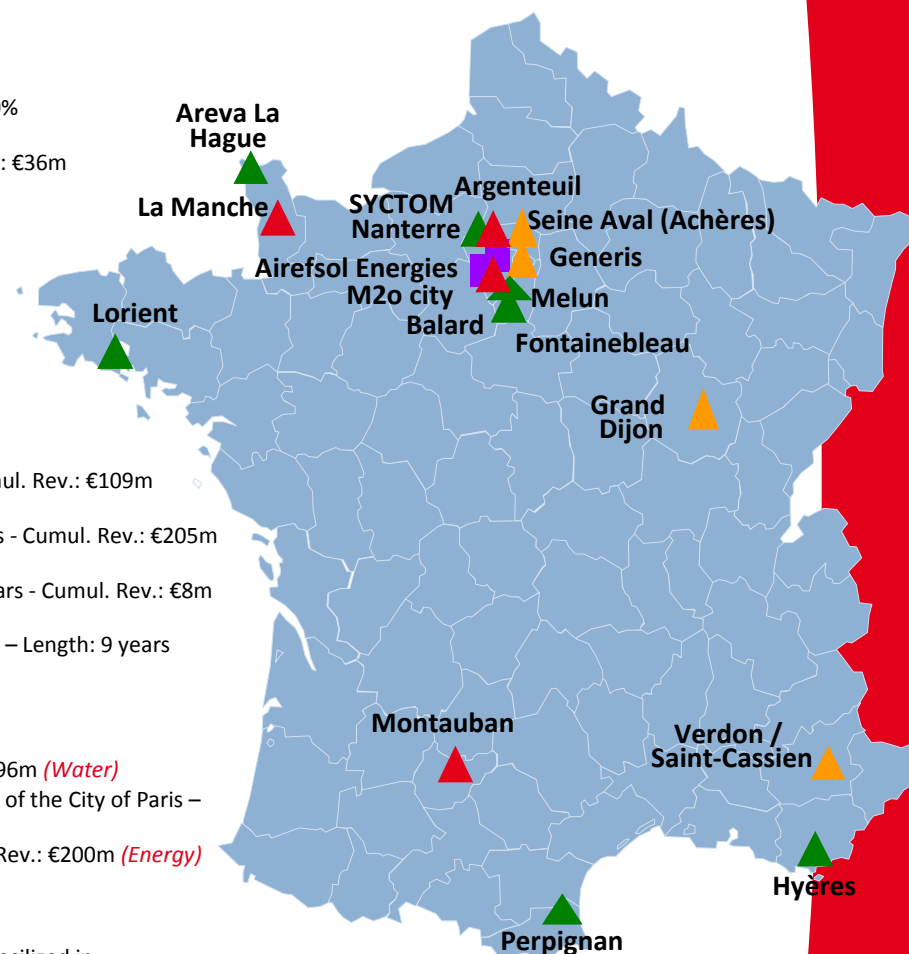 %
: €36m
ul. Rev.: €109m
s - Cumul. Rev.: €205m
ars - Cumul. Rev.: €8m
– Length: 9 years
96m (Water)
of the City of Paris –
Rev.: €200m (Energy)
Areva La
Hague
La Manche
SYCTOM
Nanterre
Argenteuil
Seine Aval (Achères)
Generis
Airefsol Energies
M2o city
Melun
Balard
Fontainebleau
Lorient
Grand
Dijon
Montauban
Verdon /
Saint-Cassien
Hyères
Perpignan